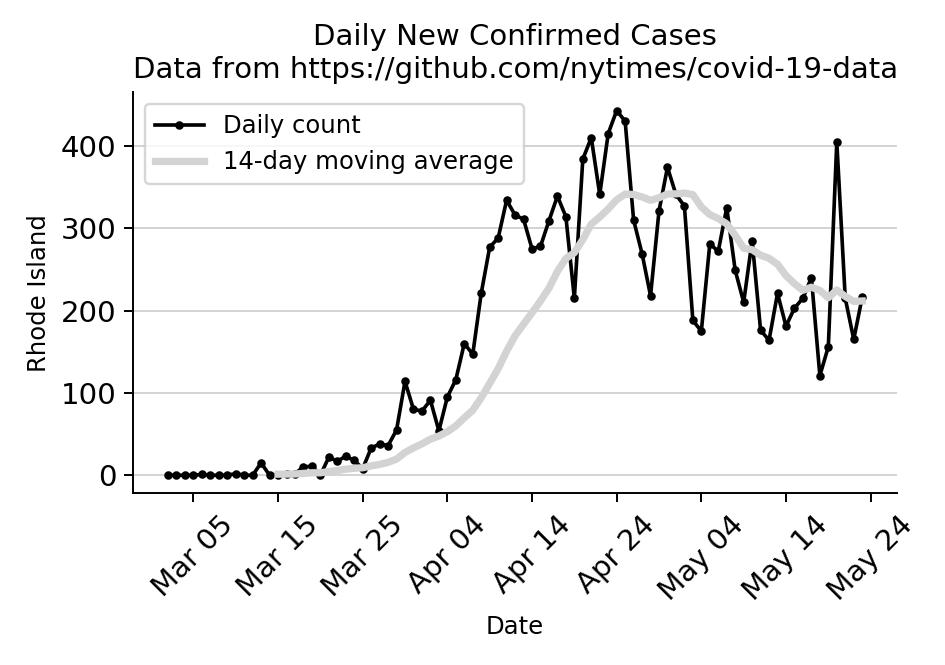 Daily New Confirmed Cases
Data from https://github.com/nytimes/covid-19-data
Daily count
14-day moving average
400
300
200
100
0
Rhode Island
Mar 05
Mar 15
Mar 25
Apr 04
Apr 14
Apr 24
May 04
May 14
May 24
Date